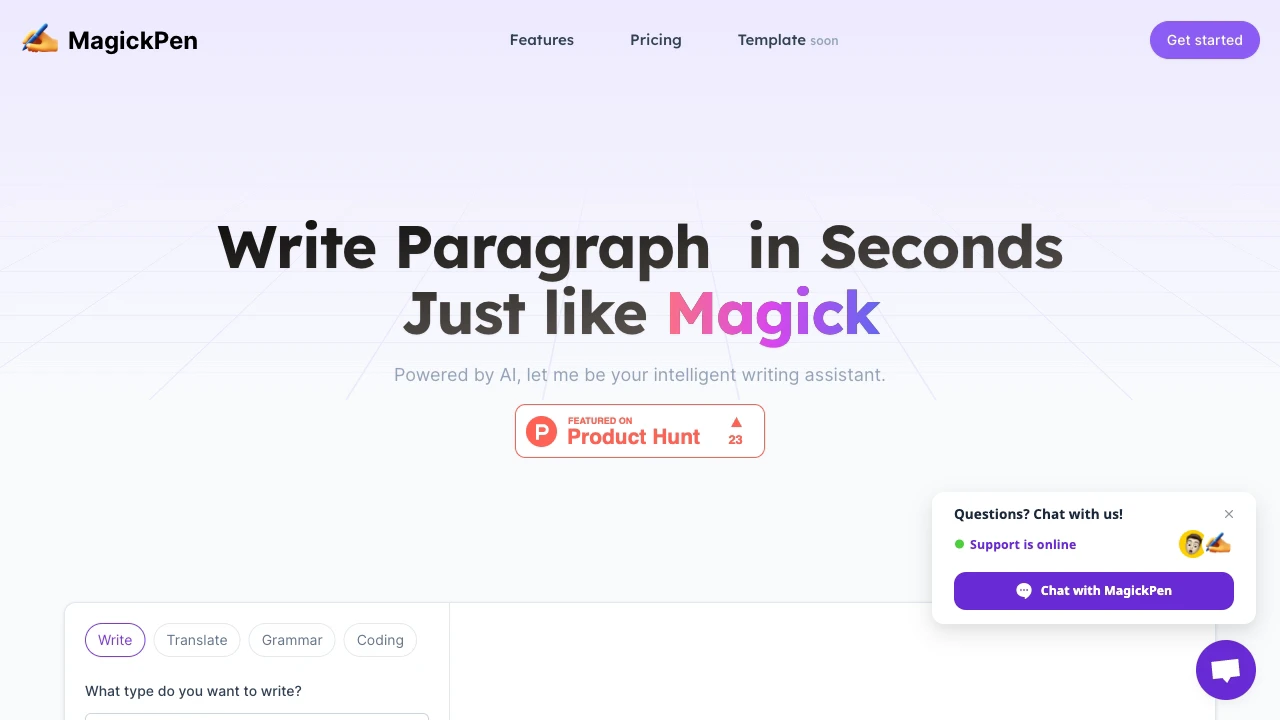 MagickPen
Features
Pricing
Template soon
Get started
Write Paragraph in Seconds
Just like Magick
Powered by AI, let me be your intelligent writing assistant.
FEATURED ON
Product Hunt
23
Questions? Chat with us!
Support is online
Chat with MagickPen
Write
Translate
Grammar
Coding
What type do you want to write?